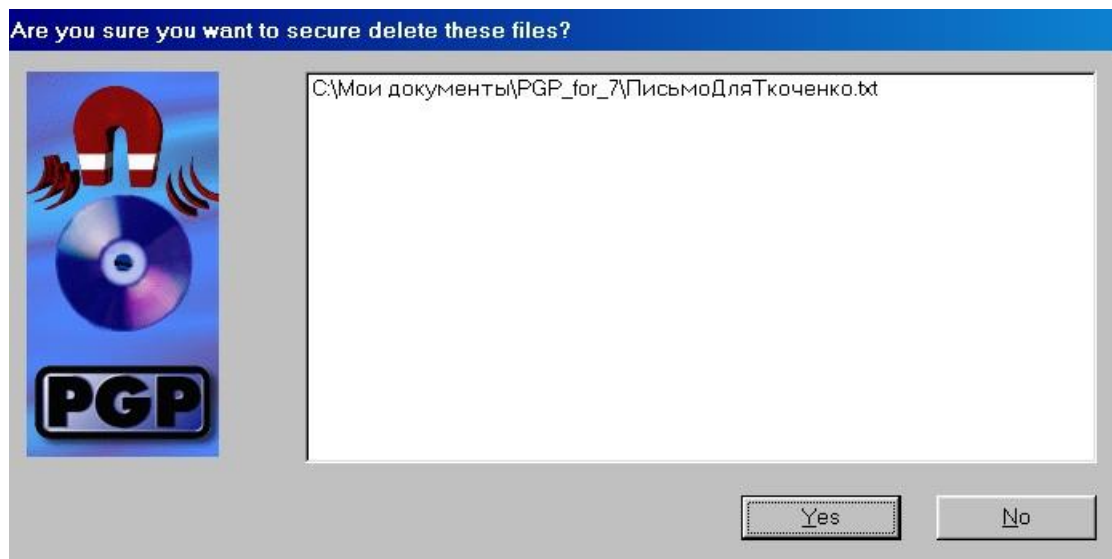 Are you sure you want to secure delete these files?
C:\Мои документы\PGP_for_7\ПисьмоДляТкоченко.txt
PGP
Yes
No